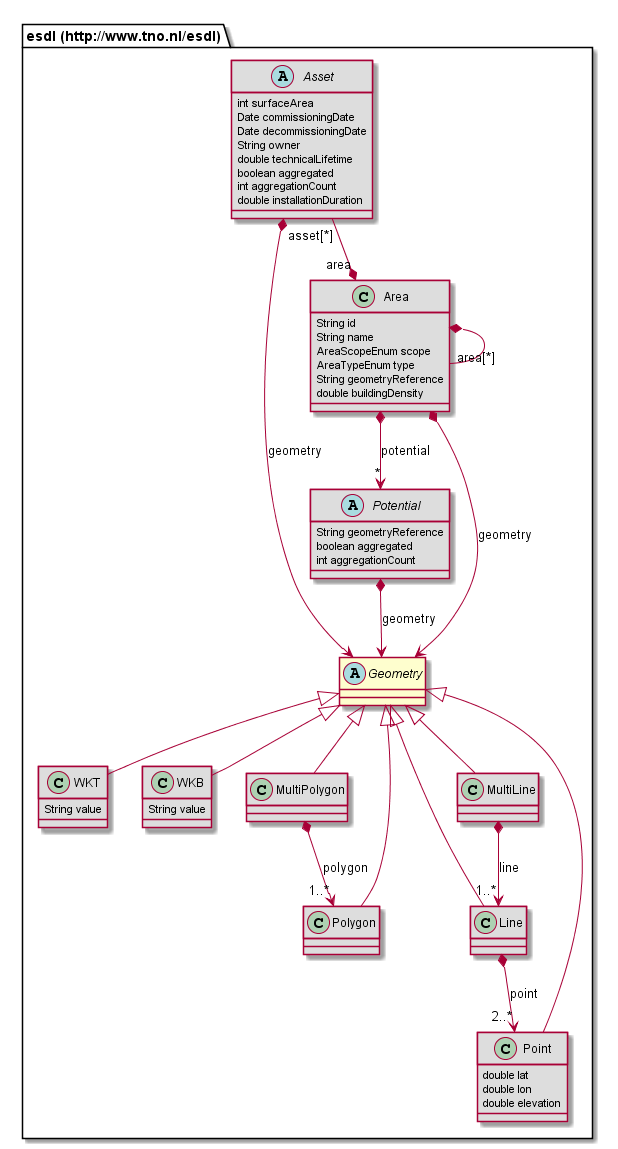 esdl (http://www.tno.nl/esdl)
A Asset
int surfaceArea
Date commissioningDate
Date decommissioningDate
String owner
double technicalLifetime
boolean aggregated
int aggregationCount
double installationDuration
asset[*]
area
C Area
String id
String name
AreaScopeEnum scope
AreaTypeEnum type
String geometryReference
double buildingDensity
area[*]
geometry
potential
*
A Potential
String geometryReference
boolean aggregated
int aggregationCount
geometry
geometry
A Geometry
C WKT
String value
C WKB
String value
C MultiPolygon
C MultiLine
polygon
1..*
line
1..*
C Polygon
C Line
point
2..*
C Point
double lat
double lon
double elevation